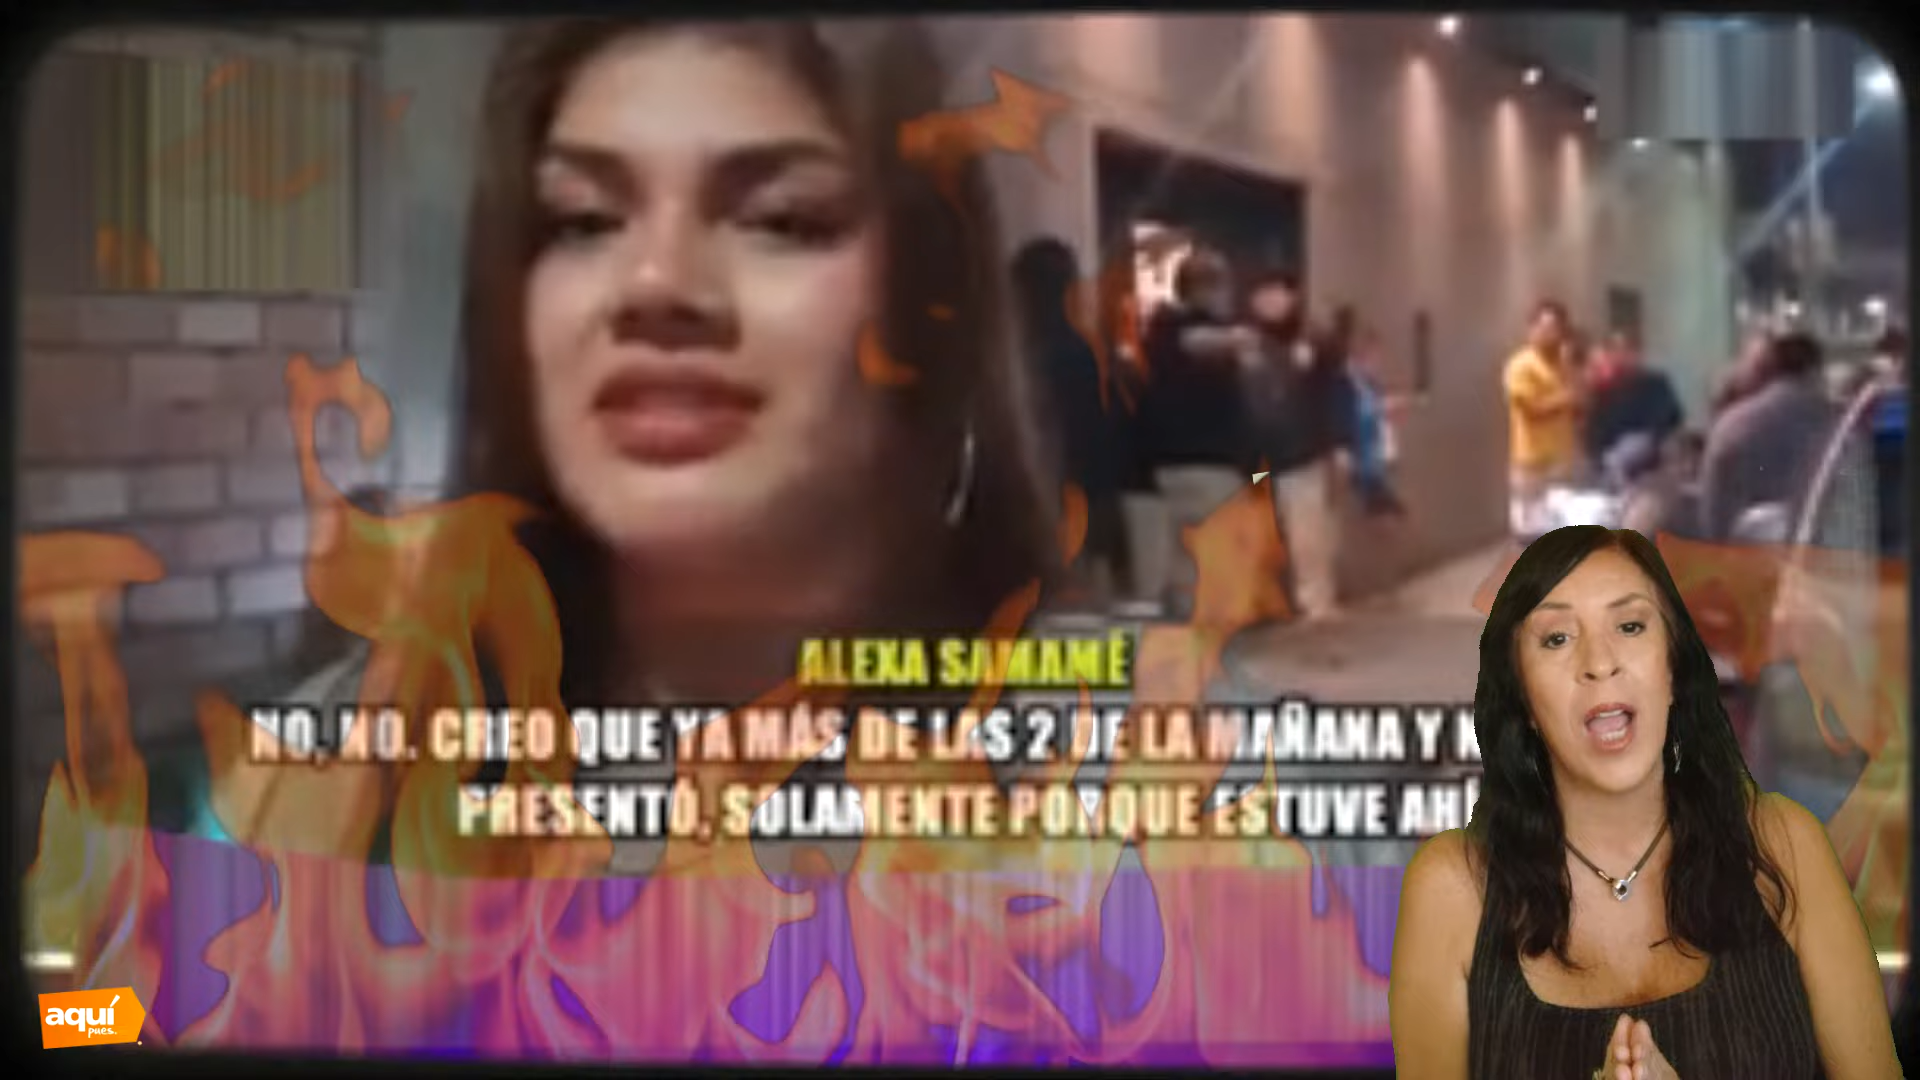 ALEXA SAMAMÉ
NO, NO. CREO QUE YA MÁS DE LAS 2 DE LA MAÑANA Y
PRESENTÓ, SOLAMENTE PORQUE ESTUVE AHÍ
aquí
pues.